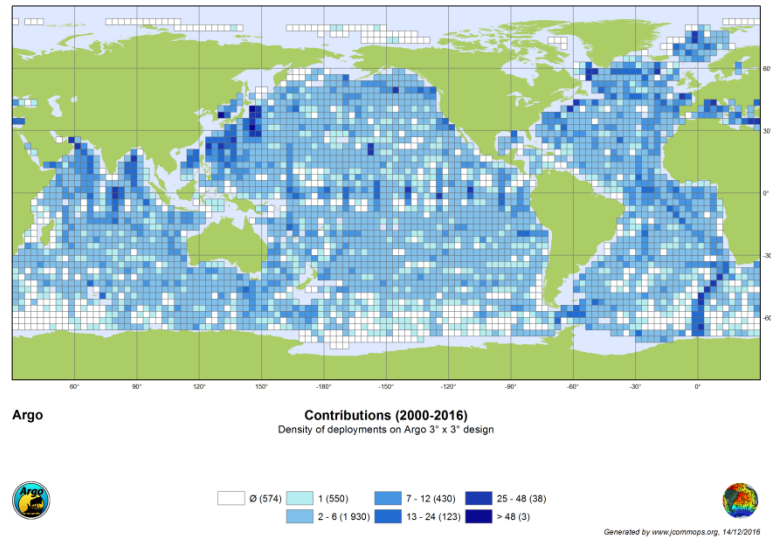 60°
30°
0°
-30°
-60°
60° 90° 120° 150° -180° -150° -120° -90° -60° -30° 0°
Argo
Contributions (2000-2016)
Density of deployments on Argo 3° x 3° design
Argo
Ø (574) 1 (550) 7 - 12 (430) 25 - 48 (38)
2 - 6 (1 930) 13 - 24 (123) > 48 (3)
Generated by www.jcommops.org, 14/12/2016